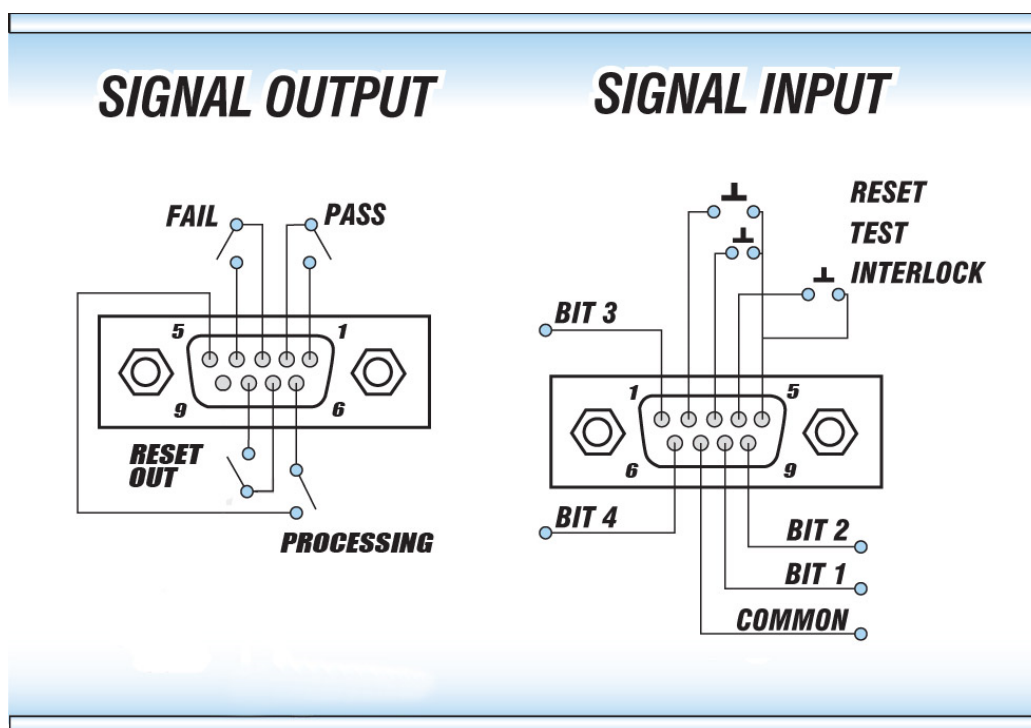 SIGNAL OUTPUT
FAIL
PASS
5
1
9
6
RESET
OUT
PROCESSING
SIGNAL INPUT
RESET
TEST
INTERLOCK
BIT 3
1
5
6
9
BIT 4
BIT 2
BIT 1
COMMON